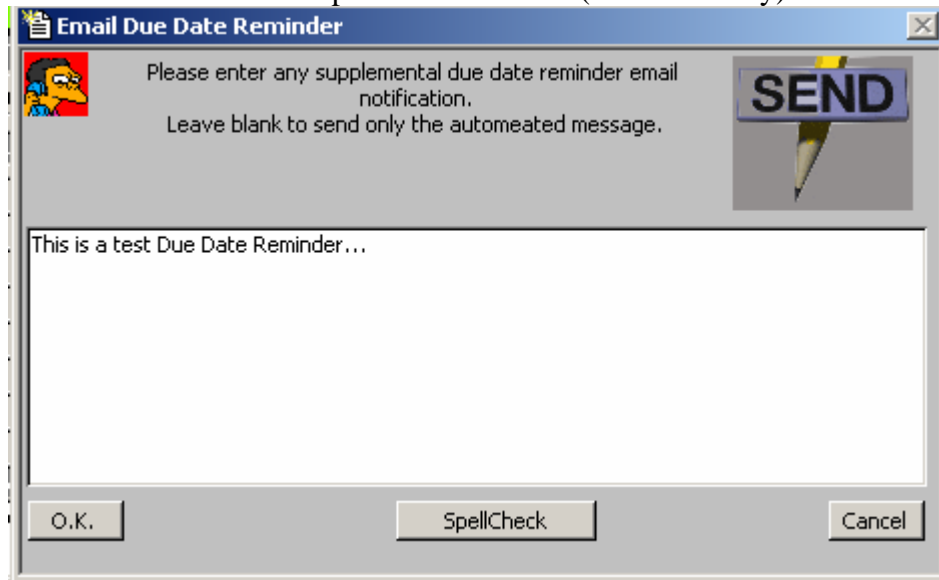 Email Due Date Reminder
Please enter any supplemental due date reminder email
notification.
Leave blank to send only the automeated message.
SEND
This is a test Due Date Reminder...
O.K.
SpellCheck
Cancel